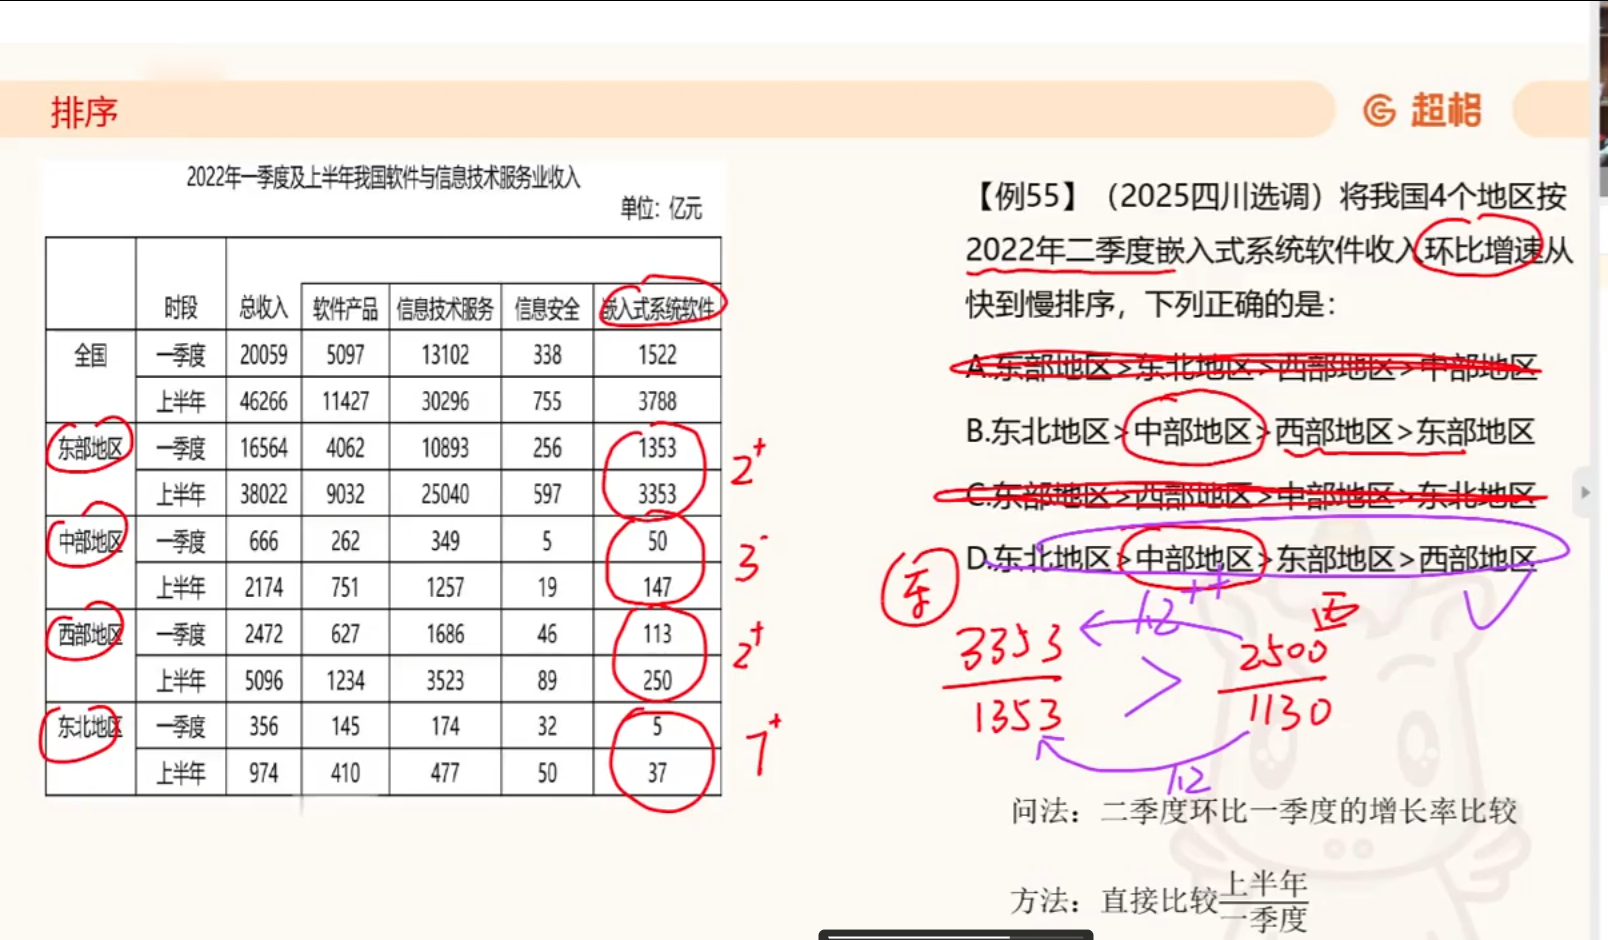 排序
超格
2022年一季度及上半年我国软件与信息技术服务业收入
单位：亿元
时段 总收入 软件产品 信息技术服务 信息安全 嵌入式系统软件
全国 一季度 20059 5097 13102 338 1522
上半年 46266 11427 30296 755 3788
东部地区 一季度 16564 4062 10893 256 1353
上半年 38022 9032 25040 597 3353
2+
中部地区 一季度 666 262 349 5 50
上半年 2174 751 1257 19 147
3-
西部地区 一季度 2472 627 1686 46 113
上半年 5096 1234 3523 89 250
2+
东北地区 一季度 356 145 174 32 5
上半年 974 410 477 50 37
7+
【例55】（2025四川选调）将我国4个地区按
2022年二季度嵌入式系统软件收入环比增速从
快到慢排序，下列正确的是：
A.东部地区>东北地区>西部地区>中部地区
B.东北地区>中部地区>西部地区>东部地区
C.东部地区>西部地区>中部地区>东北地区
D.东北地区>中部地区>东部地区>西部地区
东
1.2++
西
3353
1353
>
2500
1130
1.2
问法：二季度环比一季度的增长率比较
方法：直接比较上半年
一季度